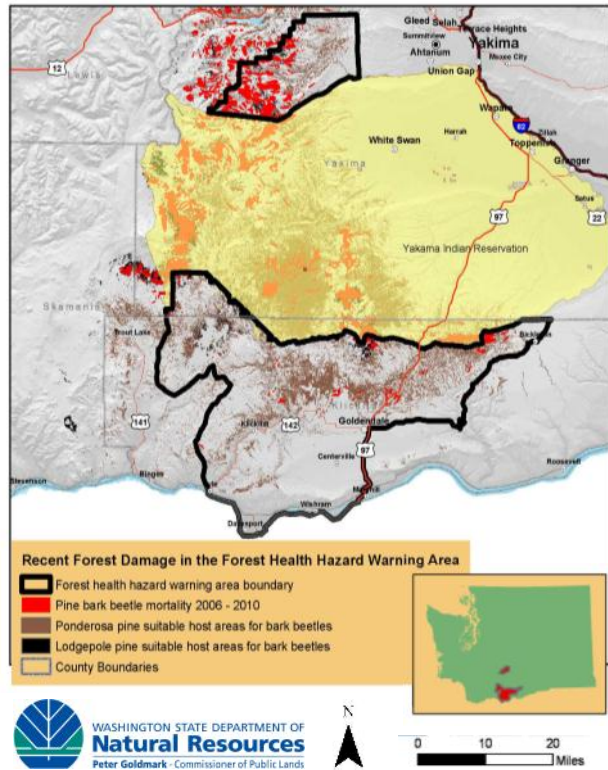 Gleed Selah
Terrace Heights
Summitview
Yakima
Ahtanum
Moxee City
12
Lewis
Union Gap
Wapato
82
White Swan
Harrah
Zillah
Toppenish
Yakima
Granger
97
Satus
22
Yakama Indian Reservation
Skamania
Trout Lake
Bickleton
141
Klickitat
142
Goldendale
Centerville
97
Roosevelt
Stevenson
Bingen
Maryhill
Wishram
Dallesport
Recent Forest Damage in the Forest Health Hazard Warning Area
Forest health hazard warning area boundary
Pine bark beetle mortality 2006 - 2010
Ponderosa pine suitable host areas for bark beetles
Lodgepole pine suitable host areas for bark beetles
County Boundaries
WASHINGTON STATE DEPARTMENT OF
Natural Resources
Peter Goldmark - Commissioner of Public Lands
N
0 10 20
Miles